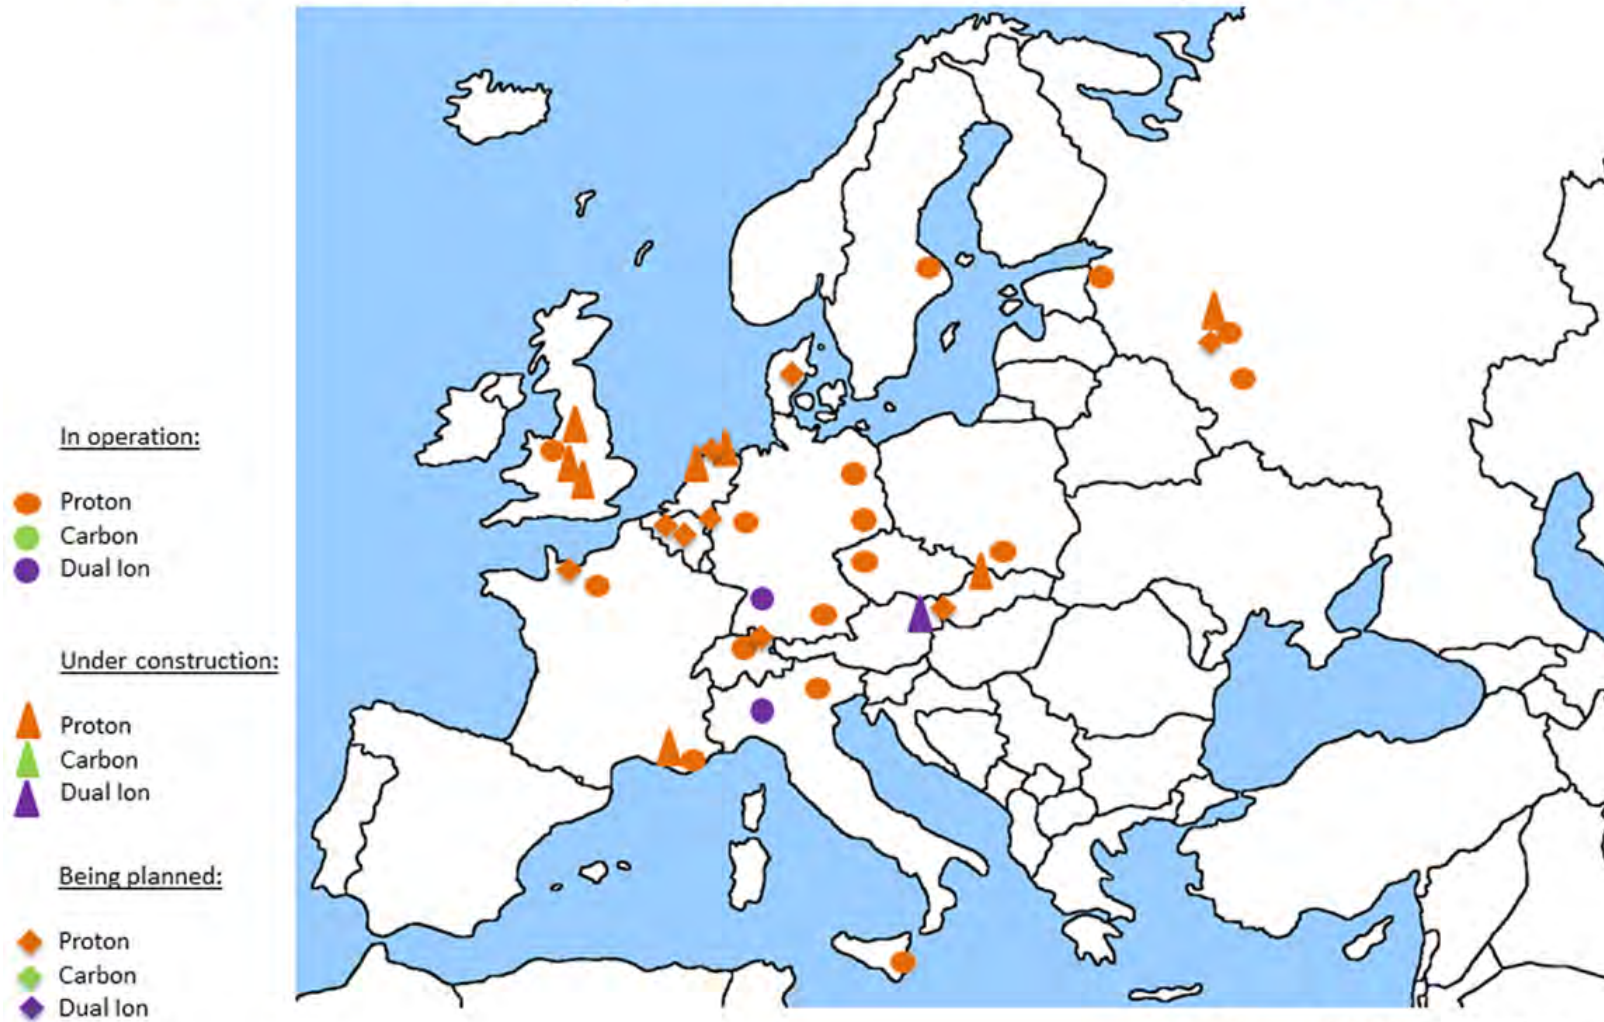 In operation:
Proton
Carbon
Dual Ion
Under construction:
Proton
Carbon
Dual Ion
Being planned:
Proton
Carbon
Dual Ion